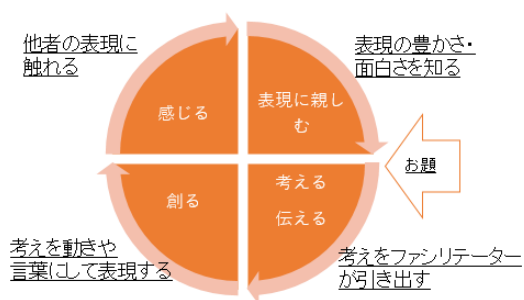 他者の表現に
触れる
表現の豊かさ・
面白さを知る
感じる
表現に親し
む
お題
創る
考える
伝える
考えを動きや
言葉にして表現する
考えをファシリテーター
が引き出す